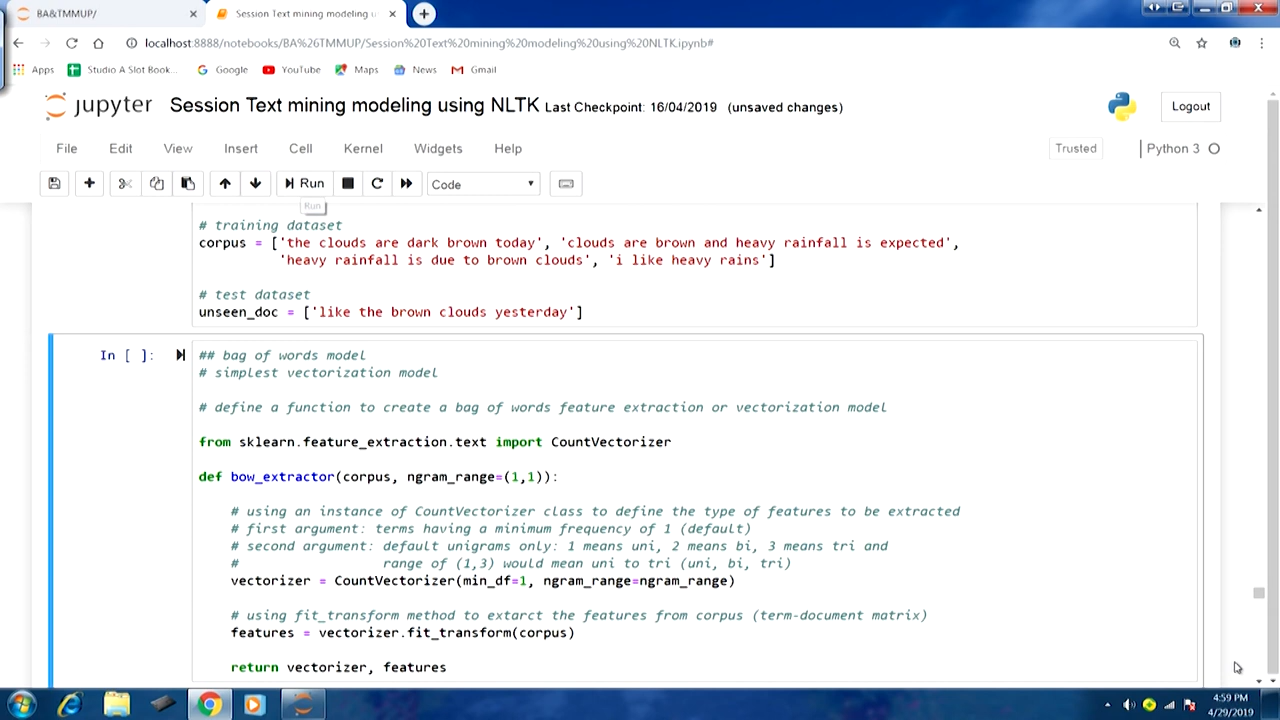 BA&TMMUP/
Session Text mining modeling u
localhost:8888/notebooks/BA%26TMMUP/Session%20Text%20mining%20modeling%20using%20NLTK.ipynb#
Apps Studio A Slot Book... Google YouTube Maps News Gmail
jupyter Session Text mining modeling using NLTK Last Checkpoint: 16/04/2019 (unsaved changes)
Logout
File Edit View Insert Cell Kernel Widgets Help
Trusted Python 3
Run Code
Run
# training dataset
corpus = ['the clouds are dark brown today', 'clouds are brown and heavy rainfall is expected',
'heavy rainfall is due to brown clouds', 'i like heavy rains']
# test dataset
unseen_doc = ['like the brown clouds yesterday']
In [ ]:
## bag of words model
# simplest vectorization model
# define a function to create a bag of words feature extraction or vectorization model
from sklearn.feature_extraction.text import CountVectorizer
def bow_extractor(corpus, ngram_range=(1,1)):
# using an instance of CountVectorizer class to define the type of features to be extracted
# first argument: terms having a minimum frequency of 1 (default)
# second argument: default unigrams only: 1 means uni, 2 means bi, 3 means tri and
# range of (1,3) would mean uni to tri (uni, bi, tri)
vectorizer = CountVectorizer(min_df=1, ngram_range=ngram_range)
# using fit_transform method to extarct the features from corpus (term-document matrix)
features = vectorizer.fit_transform(corpus)
return vectorizer, features
4:59 PM
4/29/2019